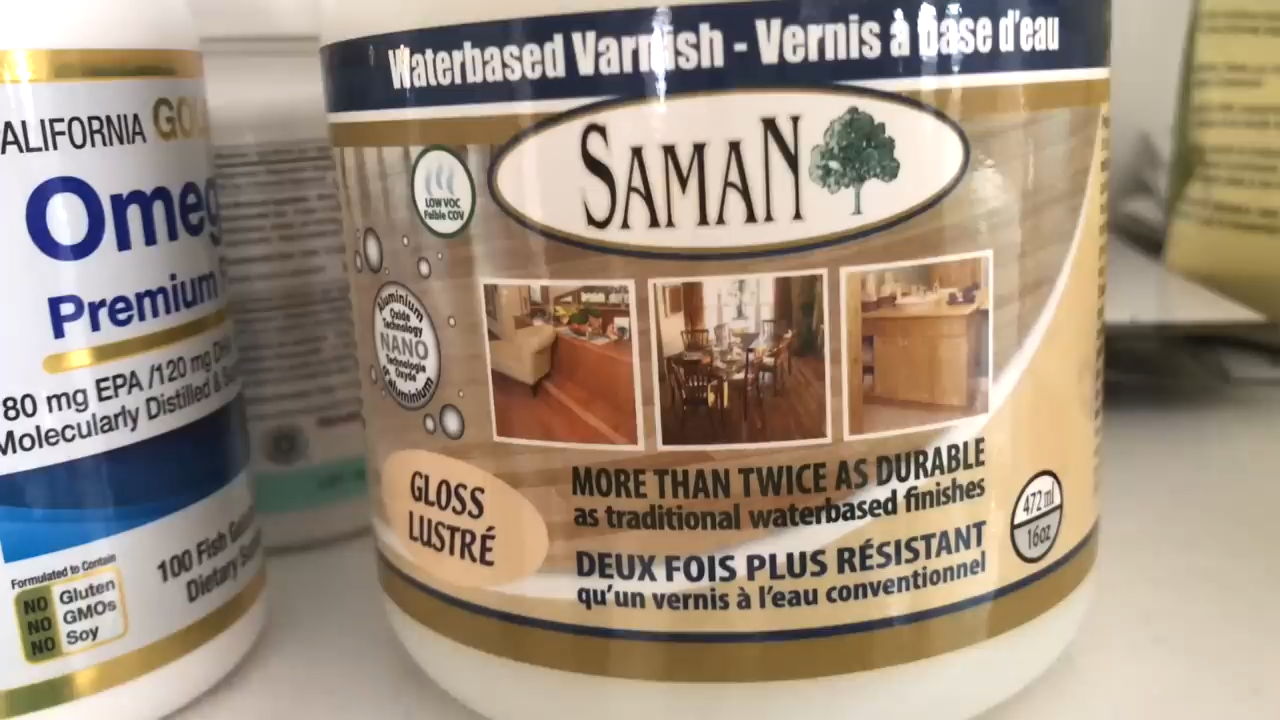 ALIFORNIA GOL
Omeg
Premium
80 mg EPA /120 mg
Molecularly Distilled &
Formulated to Contain
NO Gluten
NO GMOs
NO Soy
100 Fish
Dietary
Waterbased Varnish - Vernis à base d'eau
SAMAN
LOW VOC
Faible COV
Aluminium
Oxide
Technology
NANO
Technologie
Oxyde
d'aluminium
GLOSS
LUSTRÉ
MORE THAN TWICE AS DURABLE
as traditional waterbased finishes
DEUX FOIS PLUS RÉSISTANT
qu'un vernis à l'eau conventionnel
472 ml
16oz